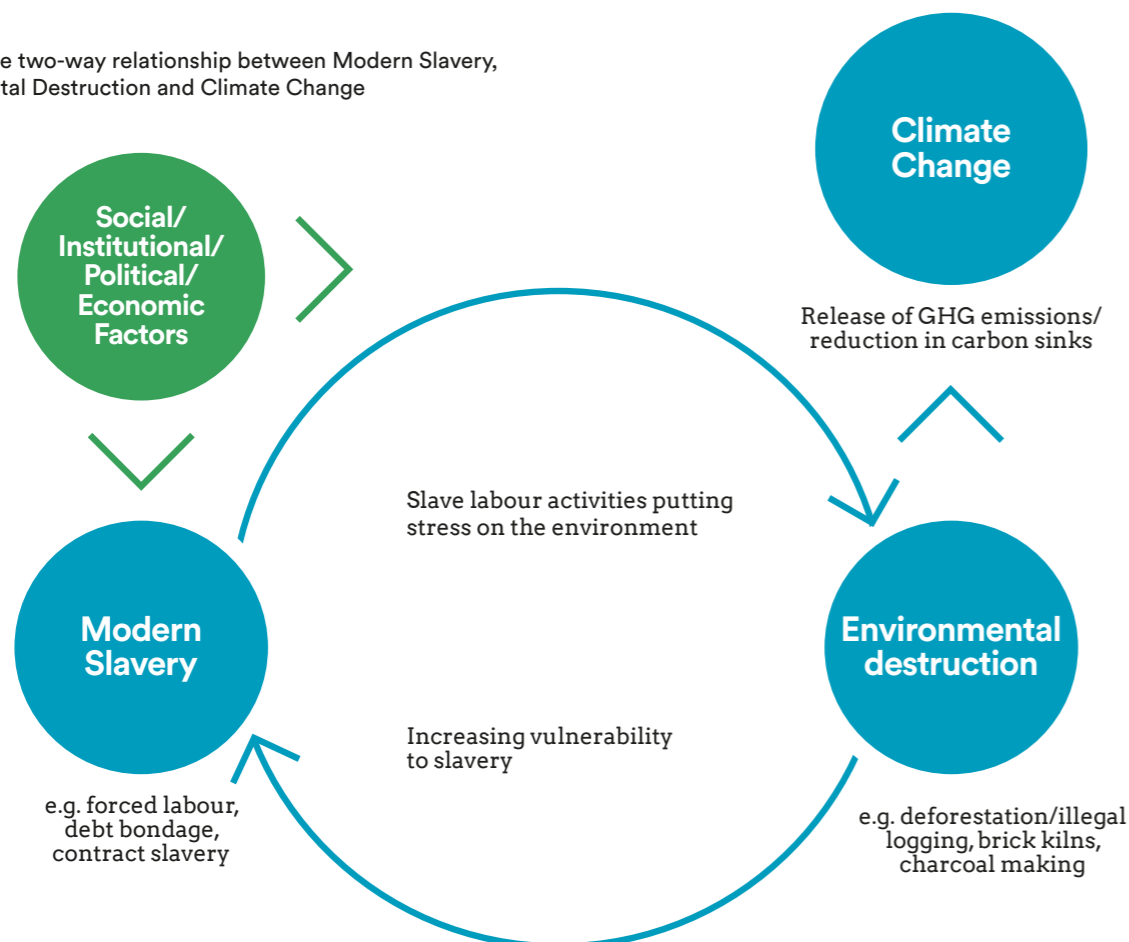 e two-way relationship between Modern Slavery,
tal Destruction and Climate Change
Climate
Change
Social/
Institutional/
Political/
Economic
Factors
Release of GHG emissions/
reduction in carbon sinks
Slave labour activities putting
stress on the environment
Modern
Slavery
Environmental
destruction
Increasing vulnerability
to slavery
e.g. forced labour,
debt bondage,
contract slavery
e.g. deforestation/illegal
logging, brick kilns,
charcoal making